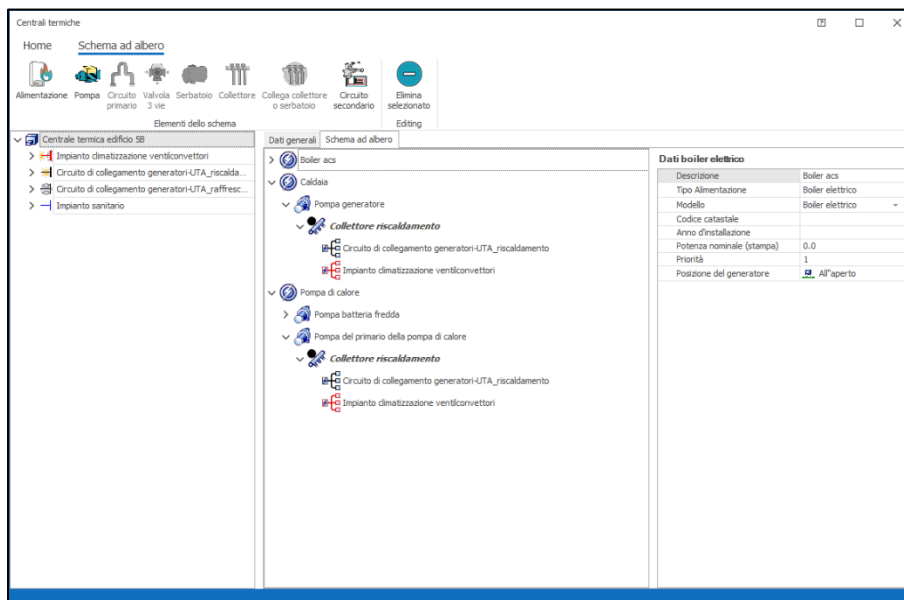 Centrali termiche
Home Schema ad albero
Alimentazione Pompa Circuito primario Valvola 3 vie Serbatoio Collettore Collega collettore o serbatoio Circuito secondario Elimina selezionato
Elementi dello schema Editing
Centrale termica edificio 5B
Impianto climatizzazione ventilconvettori
Circuito di collegamento generatori-UTA_riscalda...
Circuito di collegamento generatori-UTA_raffresc...
Impianto sanitario
Dati generali Schema ad albero
Boiler acs
Caldaia
Pompa generatore
Collettore riscaldamento
Circuito di collegamento generatori-UTA_riscaldamento
Impianto climatizzazione ventilconvettori
Pompa di calore
Pompa batteria fredda
Pompa del primario della pompa di calore
Collettore riscaldamento
Circuito di collegamento generatori-UTA_riscaldamento
Impianto climatizzazione ventilconvettori
Dati boiler elettrico
Descrizione Boiler acs
Tipo Alimentazione Boiler elettrico
Modello Boiler elettrico
Codice catastale
Anno d'installazione
Potenza nominale (stampa) 0.0
Priorità 1
Posizione del generatore All''aperto